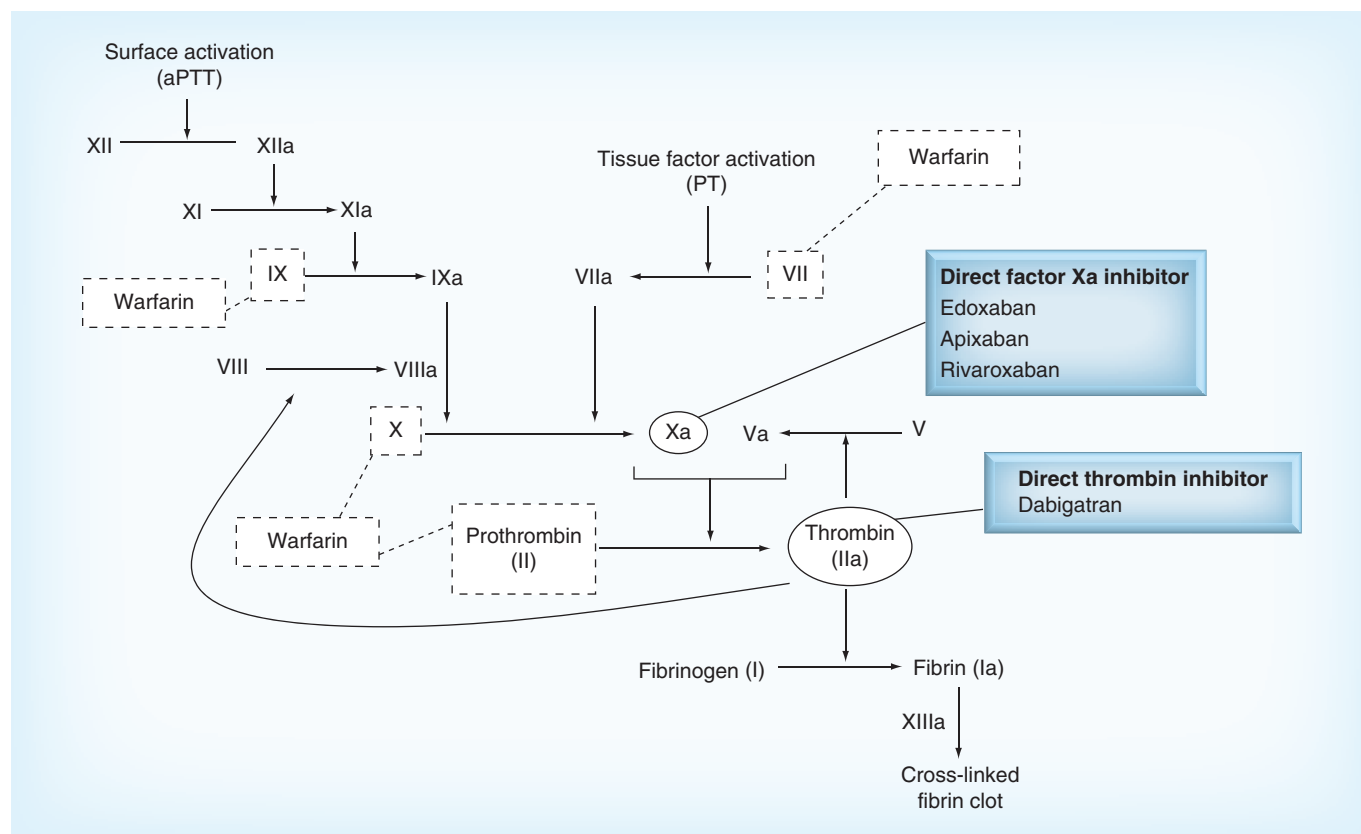 Surface activation
(aPTT)
XII
XIIa
XI
XIa
Tissue factor activation
(PT)
Warfarin
IX
IXa
VIIa
VII
Warfarin
Direct factor Xa inhibitor
Edoxaban
Apixaban
Rivaroxaban
VIII
VIIIa
X
Xa
Va
V
Direct thrombin inhibitor
Dabigatran
Warfarin
Prothrombin
(II)
Thrombin
(IIa)
Fibrinogen (I)
Fibrin (Ia)
XIIIa
Cross-linked
fibrin clot